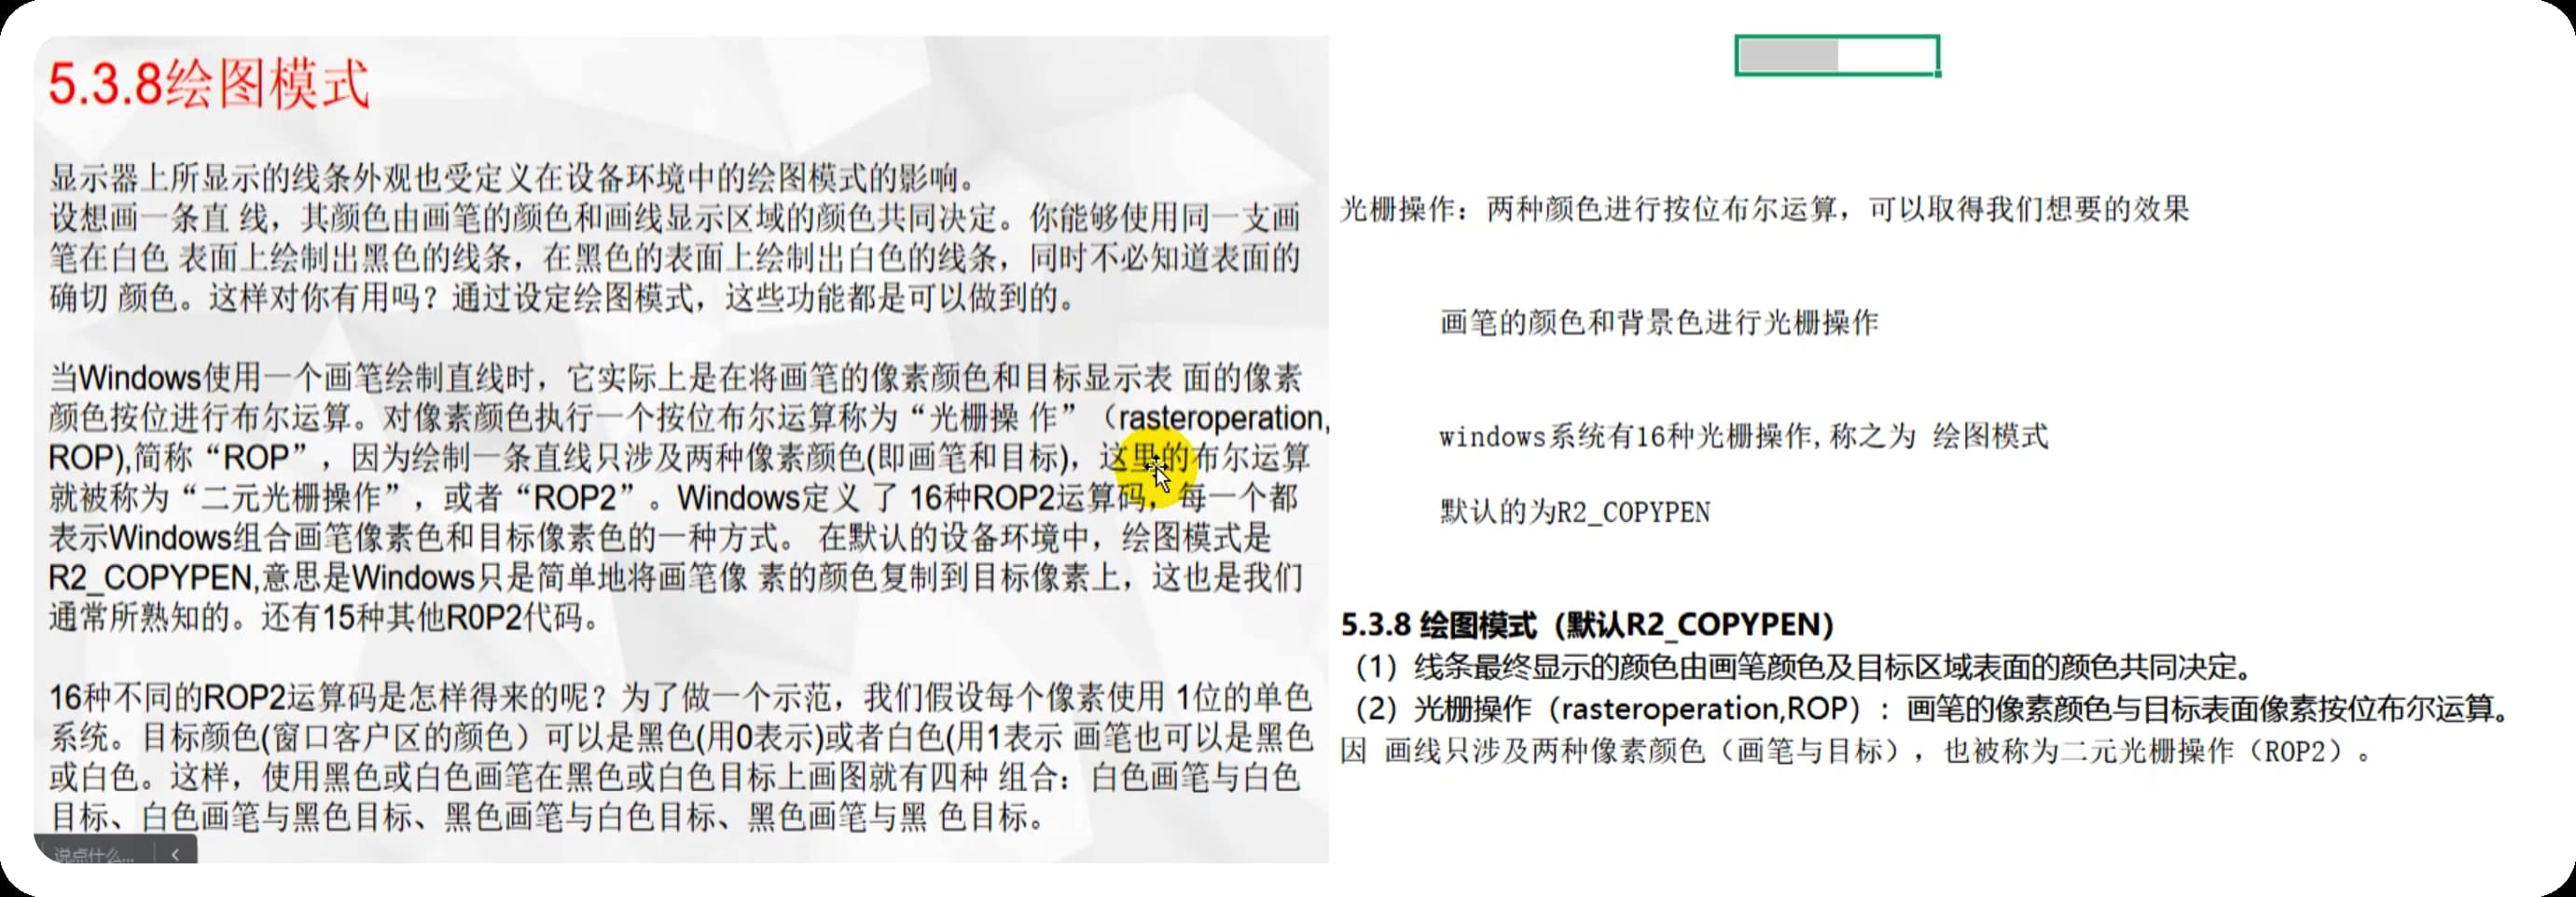 5.3.8绘图模式
显示器上所显示的线条外观也受定义在设备环境中的绘图模式的影响。
设想画一条直 线，其颜色由画笔的颜色和画线显示区域的颜色共同决定。你能够使用同一支画
笔在白色 表面上绘制出黑色的线条，在黑色的表面上绘制出白色的线条，同时不必知道表面的
确切 颜色。这样对你有用吗？通过设定绘图模式，这些功能都是可以做到的。
当Windows使用一个画笔绘制直线时，它实际上是在将画笔的像素颜色和目标显示表 面的像素
颜色按位进行布尔运算。对像素颜色执行一个按位布尔运算称为“光栅操 作”（rasteroperation,
ROP),简称“ROP”，因为绘制一条直线只涉及两种像素颜色(即画笔和目标)，这里的布尔运算
就被称为“二元光栅操作”，或者“ROP2”。Windows定义 了 16种ROP2运算码，每一个都
表示Windows组合画笔像素色和目标像素色的一种方式。 在默认的设备环境中，绘图模式是
R2_COPYPEN,意思是Windows只是简单地将画笔像 素的颜色复制到目标像素上，这也是我们
通常所熟知的。还有15种其他R0P2代码。
16种不同的ROP2运算码是怎样得来的呢？为了做一个示范，我们假设每个像素使用 1位的单色
系统。目标颜色(窗口客户区的颜色）可以是黑色(用0表示)或者白色(用1表示 画笔也可以是黑色
或白色。这样，使用黑色或白色画笔在黑色或白色目标上画图就有四种 组合：白色画笔与白色
目标、白色画笔与黑色目标、黑色画笔与白色目标、黑色画笔与黑 色目标。
说点什么...
光栅操作：两种颜色进行按位布尔运算，可以取得我们想要的效果
画笔的颜色和背景色进行光栅操作
windows系统有16种光栅操作,称之为 绘图模式
默认的为R2_COPYPEN
5.3.8 绘图模式（默认R2_COPYPEN）
（1）线条最终显示的颜色由画笔颜色及目标区域表面的颜色共同决定。
（2）光栅操作（rasteroperation,ROP）：画笔的像素颜色与目标表面像素按位布尔运算。
因 画线只涉及两种像素颜色（画笔与目标），也被称为二元光栅操作（ROP2）。